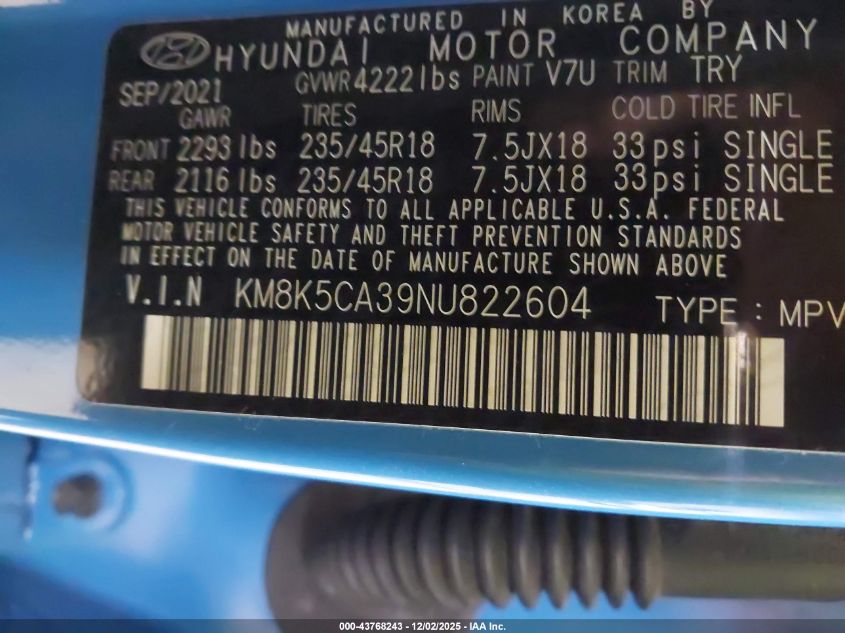 MANUFACTURED IN KOREA BY
HYUNDAI MOTOR COMPANY
SEP/2021 GVWR 4222 lbs PAINT V7U TRIM TRY
GAWR TIRES RIMS COLD TIRE INFL
FRONT 2293 lbs 235/45R18 7.5JX18 33psi SINGLE
REAR 2116 lbs 235/45R18 7.5JX18 33psi SINGLE
THIS VEHICLE CONFORMS TO ALL APPLICABLE U.S.A. FEDERAL
MOTOR VEHICLE SAFETY AND THEFT PREVENTION STANDARDS
IN EFFECT ON THE DATE OF MANUFACTURE SHOWN ABOVE
V.I.N KM8K5CA39NU822604 TYPE : MPV
000-43768243 - 12/02/2025 - IAA Inc.